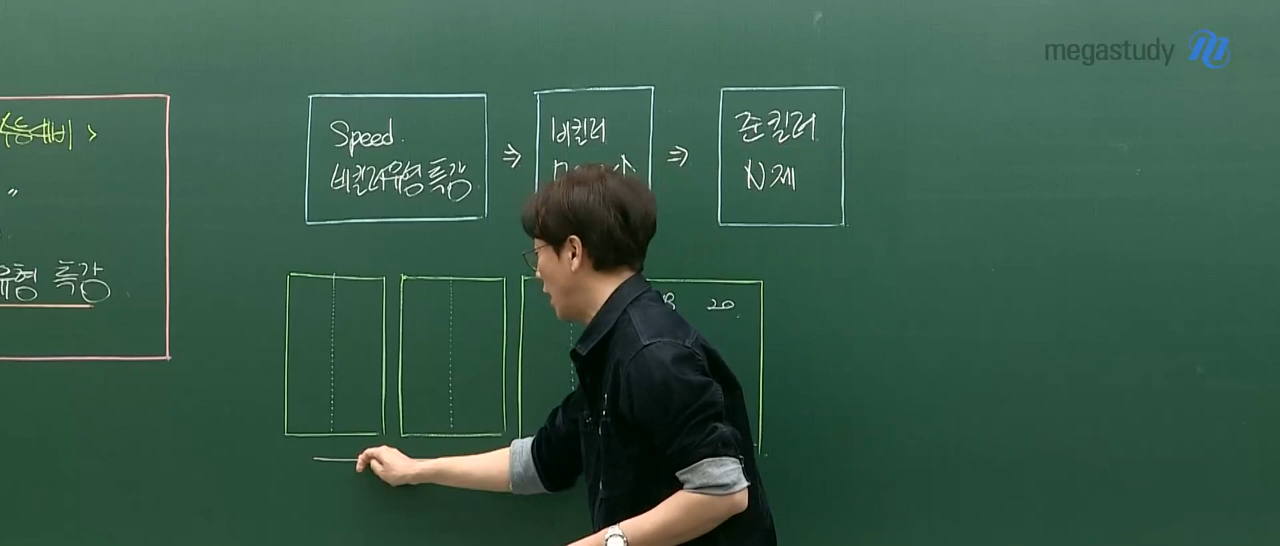 megastudy
수능대비 >
〃
유형 특강
Speed.
비킬러유형 특강
⇒
비킬러
⇒
준킬러
N제
20